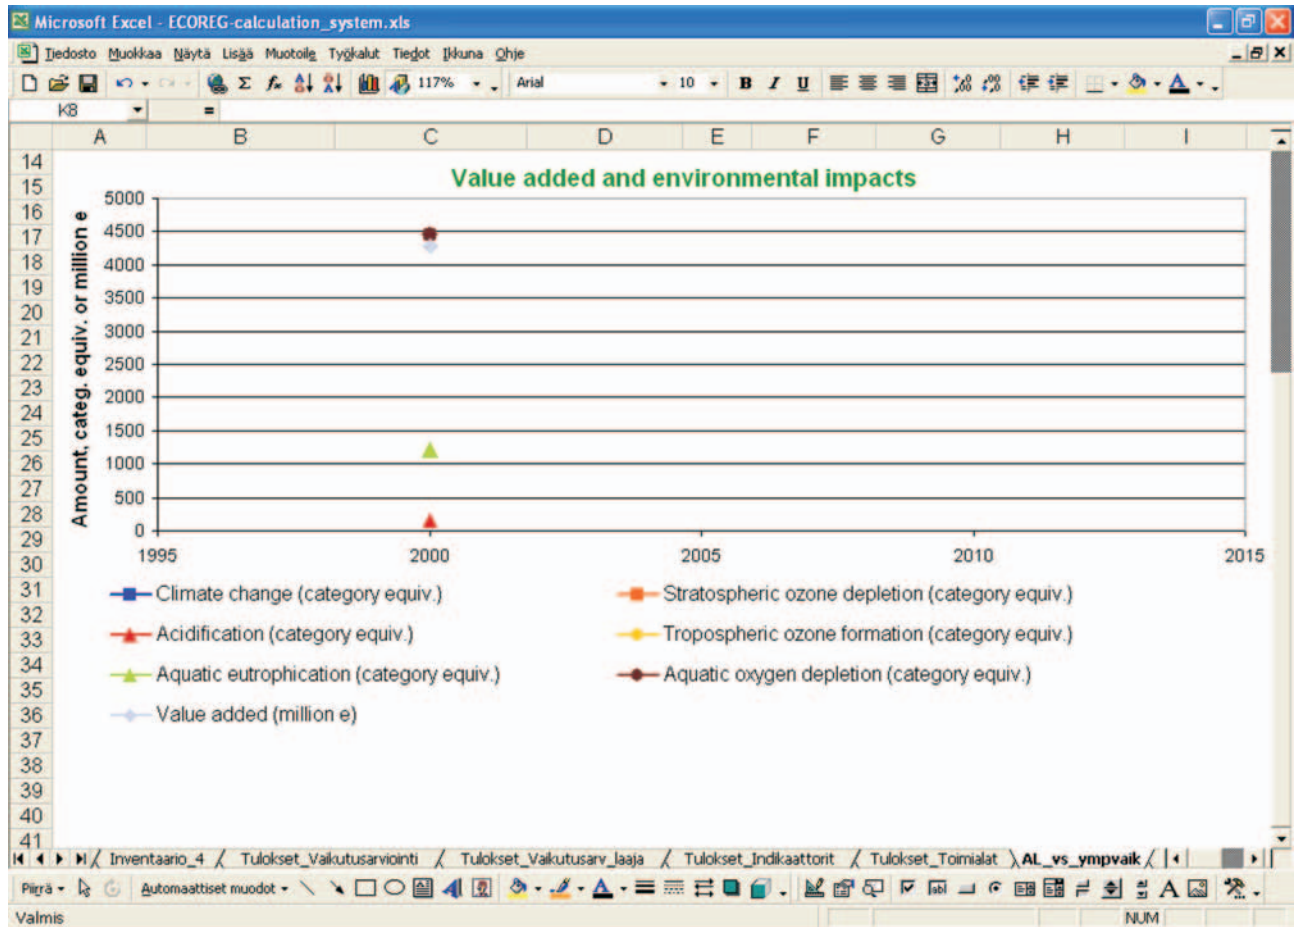 Microsoft Excel - ECOREG-calculation_system.xls
Tiedosto Muokkaa Näytä Lisää Muotoile Työkalut Tiedot Ikkuna Ohje
117% Arial 10 B I U
K8 =
A B C D E F G H I
14
Value added and environmental impacts
15
5000
16
4500
17
4000
18
3500
19
3000
20
2500
21
2000
22
1500
23
1000
24
500
25
0
26
Amount, categ. equiv. or million e
27
28
29
1995 2000 2005 2010 2015
30
31
Climate change (category equiv.) Stratospheric ozone depletion (category equiv.)
32
33
Acidification (category equiv.) Tropospheric ozone formation (category equiv.)
34
Aquatic eutrophication (category equiv.) Aquatic oxygen depletion (category equiv.)
35
36
Value added (million e)
37
38
39
40
41
Inventaario_4 Tulokset_Vaikutusarviointi Tulokset_Vaikutusarv_laaja Tulokset_Indikaattorit Tulokset_Toimialat AL_vs_ympvaik
Piirrä Automaattiset muodot
Valmis NUM